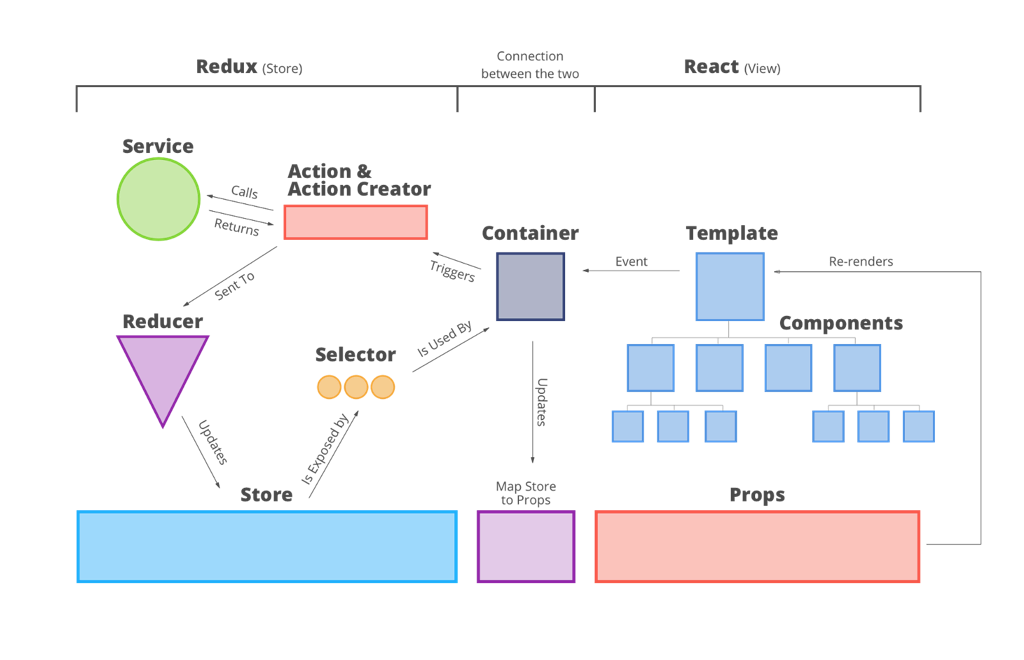 Redux (Store)
Connection
between the two
React (View)
Service
Action &
Action Creator
Calls
Returns
Container
Template
Triggers
Event
Re-renders
Sent To
Reducer
Components
Selector
Is Used By
Updates
Is Exposed by
Updates
Store
Map Store
to Props
Props